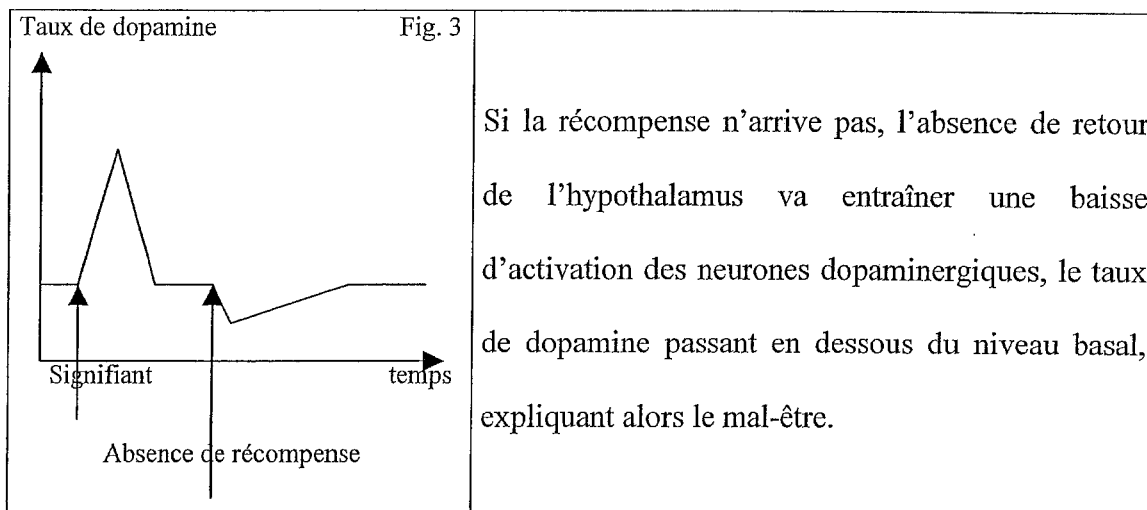 Taux de dopamine Fig. 3
Signifiant temps
Absence de récompense
Si la récompense n'arrive pas, l'absence de retour
de l'hypothalamus va entraîner une baisse
d'activation des neurones dopaminergiques, le taux
de dopamine passant en dessous du niveau basal,
expliquant alors le mal-être.